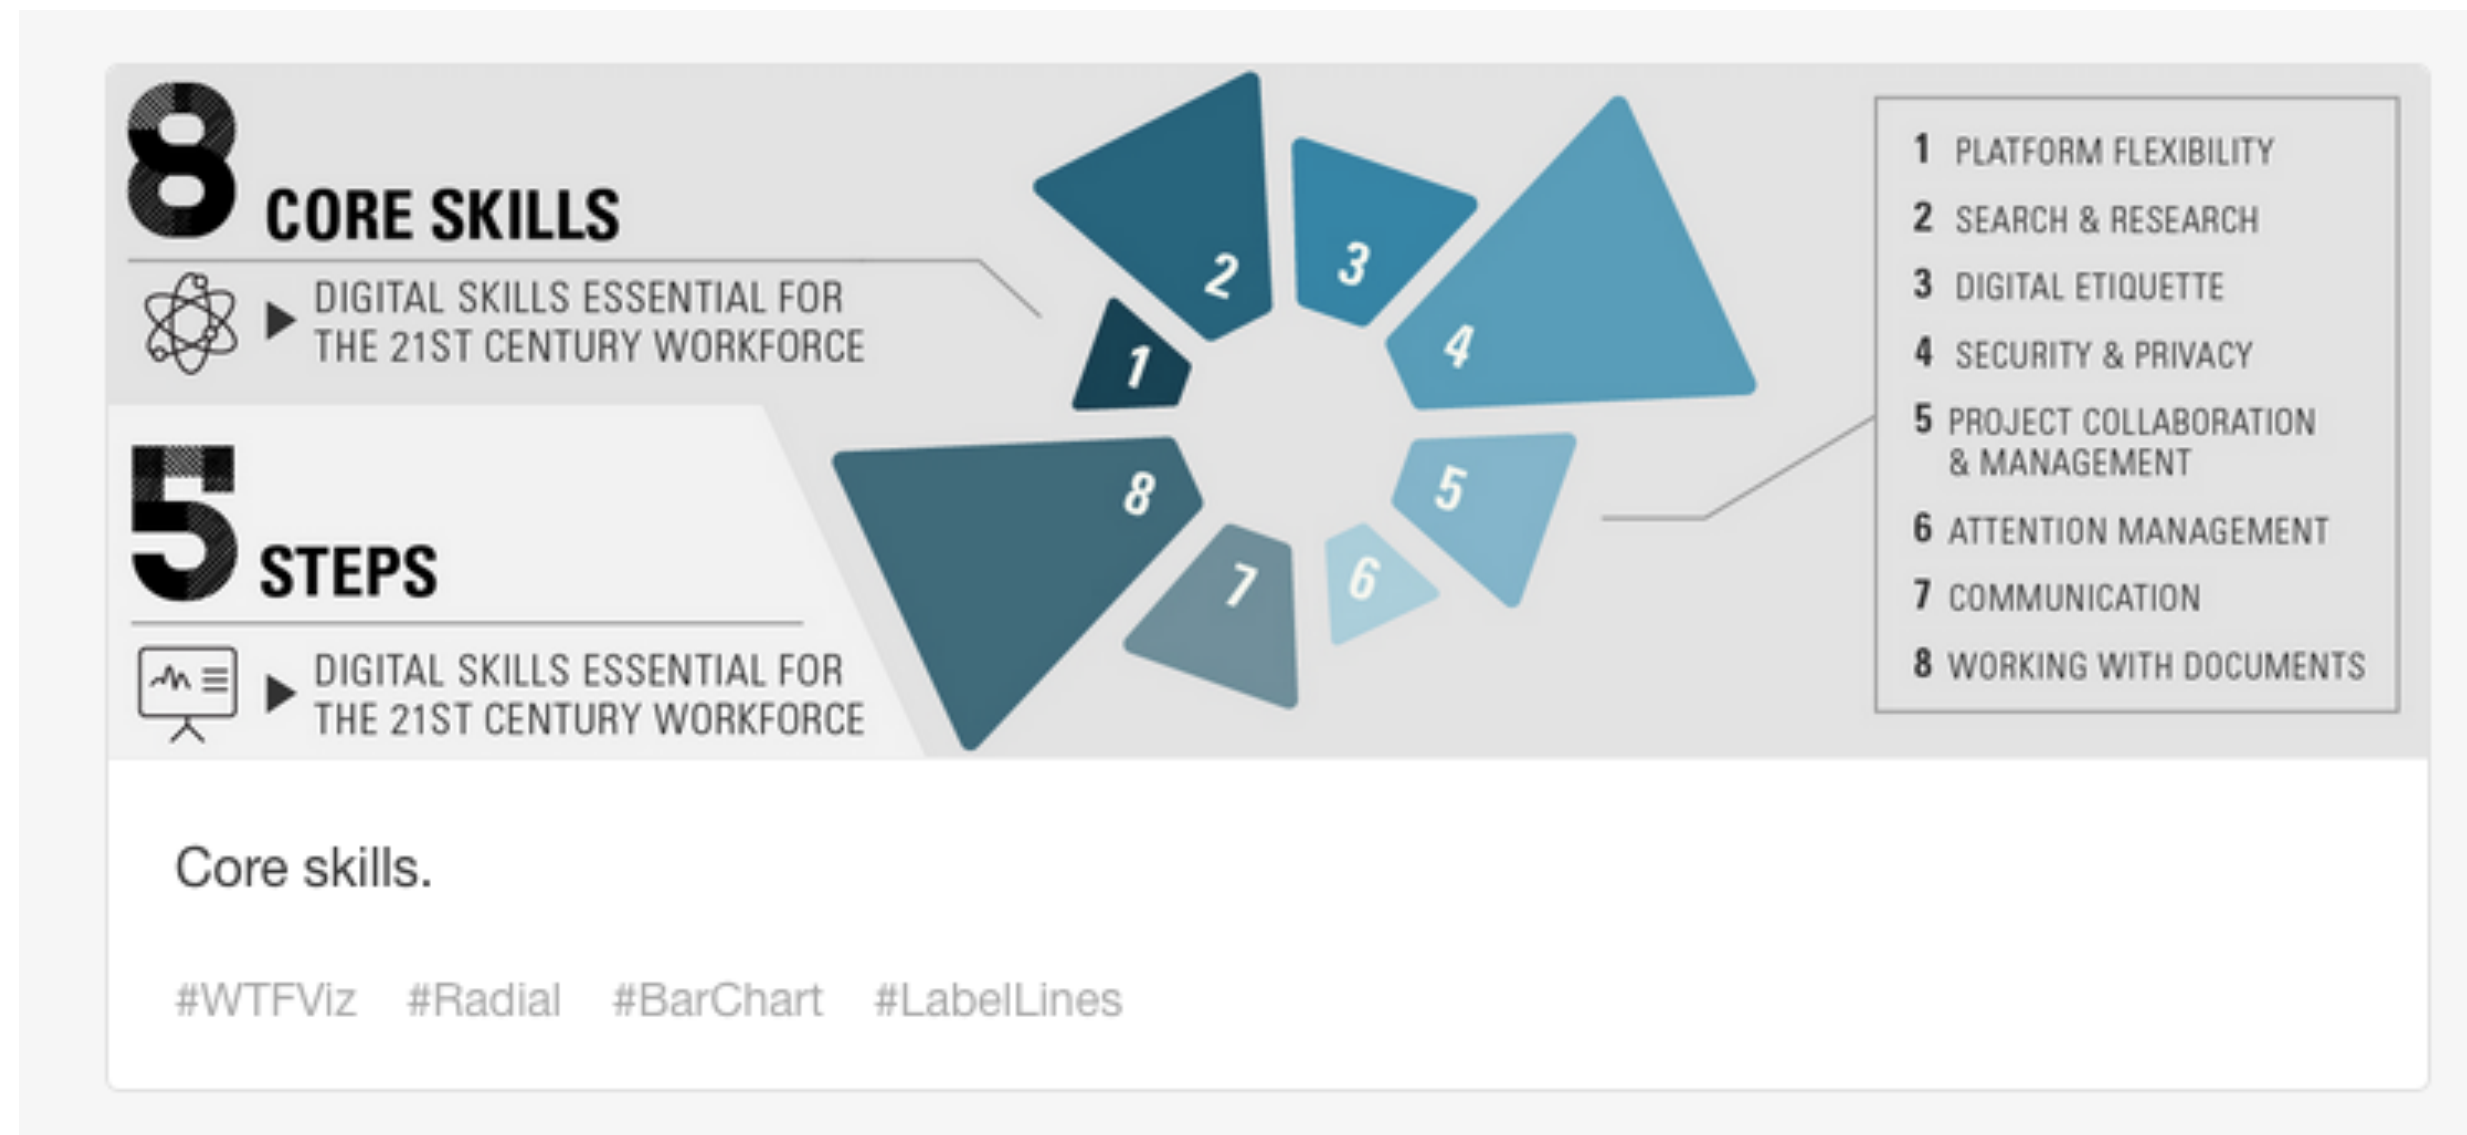 8 CORE SKILLS
DIGITAL SKILLS ESSENTIAL FOR
THE 21ST CENTURY WORKFORCE
5 STEPS
DIGITAL SKILLS ESSENTIAL FOR
THE 21ST CENTURY WORKFORCE
1
2
3
4
5
6
7
8
1 PLATFORM FLEXIBILITY
2 SEARCH & RESEARCH
3 DIGITAL ETIQUETTE
4 SECURITY & PRIVACY
5 PROJECT COLLABORATION
& MANAGEMENT
6 ATTENTION MANAGEMENT
7 COMMUNICATION
8 WORKING WITH DOCUMENTS
Core skills.
#WTFViz #Radial #BarChart #LabelLines